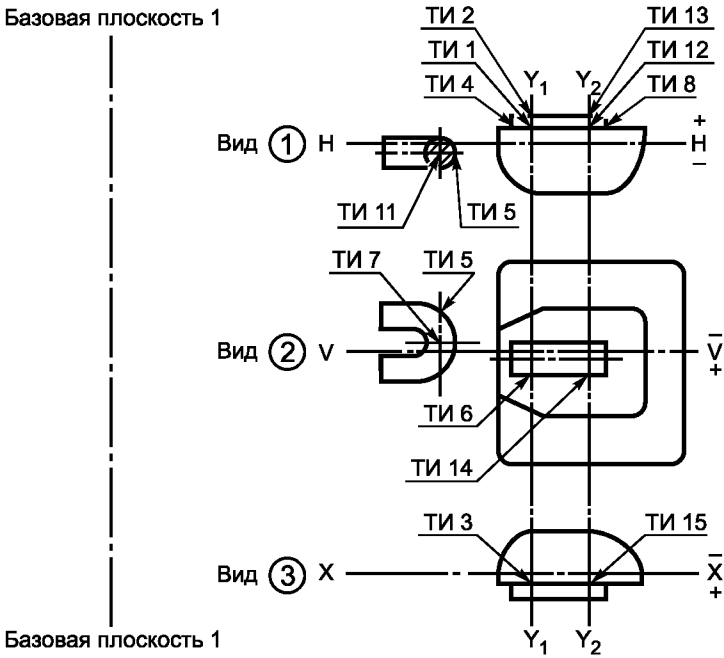 Базовая плоскость 1
ТИ 2
ТИ 13
ТИ 1
ТИ 12
Y1
Y2
ТИ 4
ТИ 8
+
Вид 1 H
H
–
ТИ 11
ТИ 5
ТИ 7
ТИ 5
–
Вид 2 V
V
+
ТИ 6
ТИ 14
ТИ 3
ТИ 15
–
Вид 3 X
X
+
Базовая плоскость 1
Y1
Y2